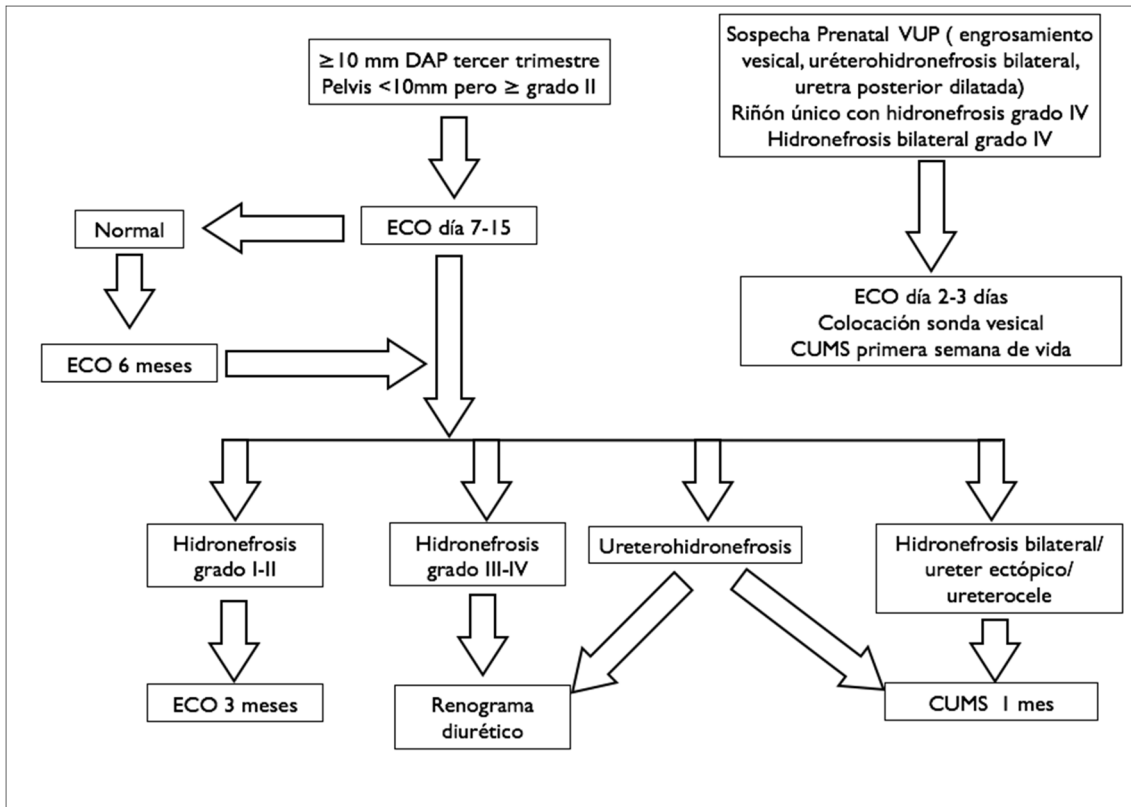 ≥10 mm DAP tercer trimestre
Pelvis <10mm pero ≥ grado II
Sospecha Prenatal VUP ( engrosamiento
vesical, uréterohidronefrosis bilateral,
uretra posterior dilatada)
Riñón único con hidronefrosis grado IV
Hidronefrosis bilateral grado IV
Normal
ECO día 7-15
ECO día 2-3 días
Colocación sonda vesical
CUMS primera semana de vida
ECO 6 meses
Hidronefrosis
grado I-II
Hidronefrosis
grado III-IV
Ureterohidronefrosis
Hidronefrosis bilateral/
ureter ectópico/
ureterocele
ECO 3 meses
Renograma
diurético
CUMS 1 mes